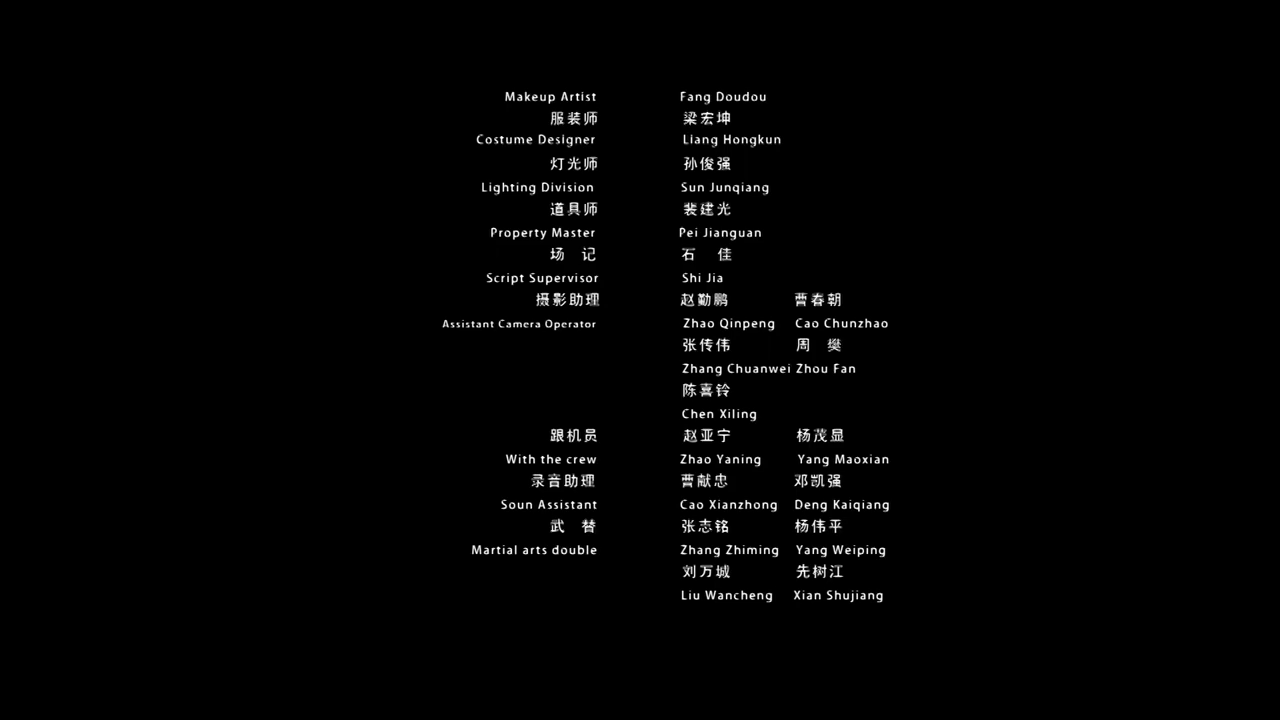 Makeup Artist Fang Doudou
服装师 梁宏坤
Costume Designer Liang Hongkun
灯光师 孙俊强
Lighting Division Sun Junqiang
道具师 裴建光
Property Master Pei Jianguan
场 记 石 佳
Script Supervisor Shi Jia
摄影助理 赵勤鹏 曹春朝
Assistant Camera Operator Zhao Qinpeng Cao Chunzhao
张传伟 周 樊
Zhang Chuanwei Zhou Fan
陈喜铃
Chen Xiling
跟机员 赵亚宁 杨茂显
With the crew Zhao Yaning Yang Maoxian
录音助理 曹献忠 邓凯强
Soun Assistant Cao Xianzhong Deng Kaiqiang
武 替 张志铭 杨伟平
Martial arts double Zhang Zhiming Yang Weiping
刘万城 先树江
Liu Wancheng Xian Shujiang